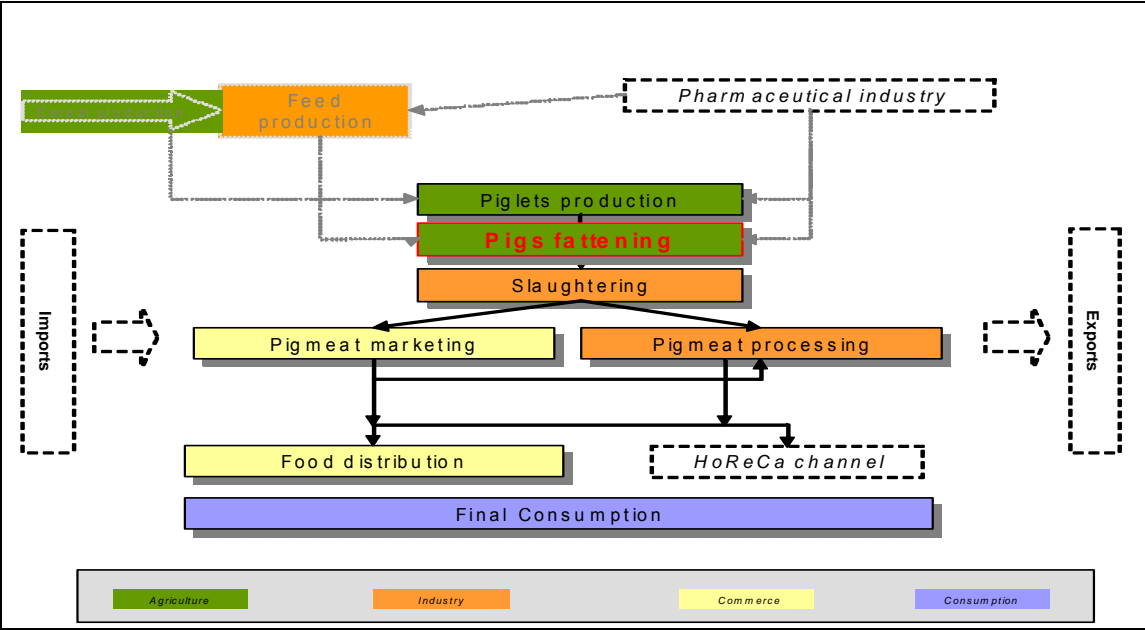 Feed
production
Pharmaceutical industry
Piglets production
Pigs fattening
Slaughtering
Imports
Exports
Pigmeat marketing
Pigmeat processing
Food distribution
HoReCa channel
Final Consumption
Agriculture
Industry
Commerce
Consumption